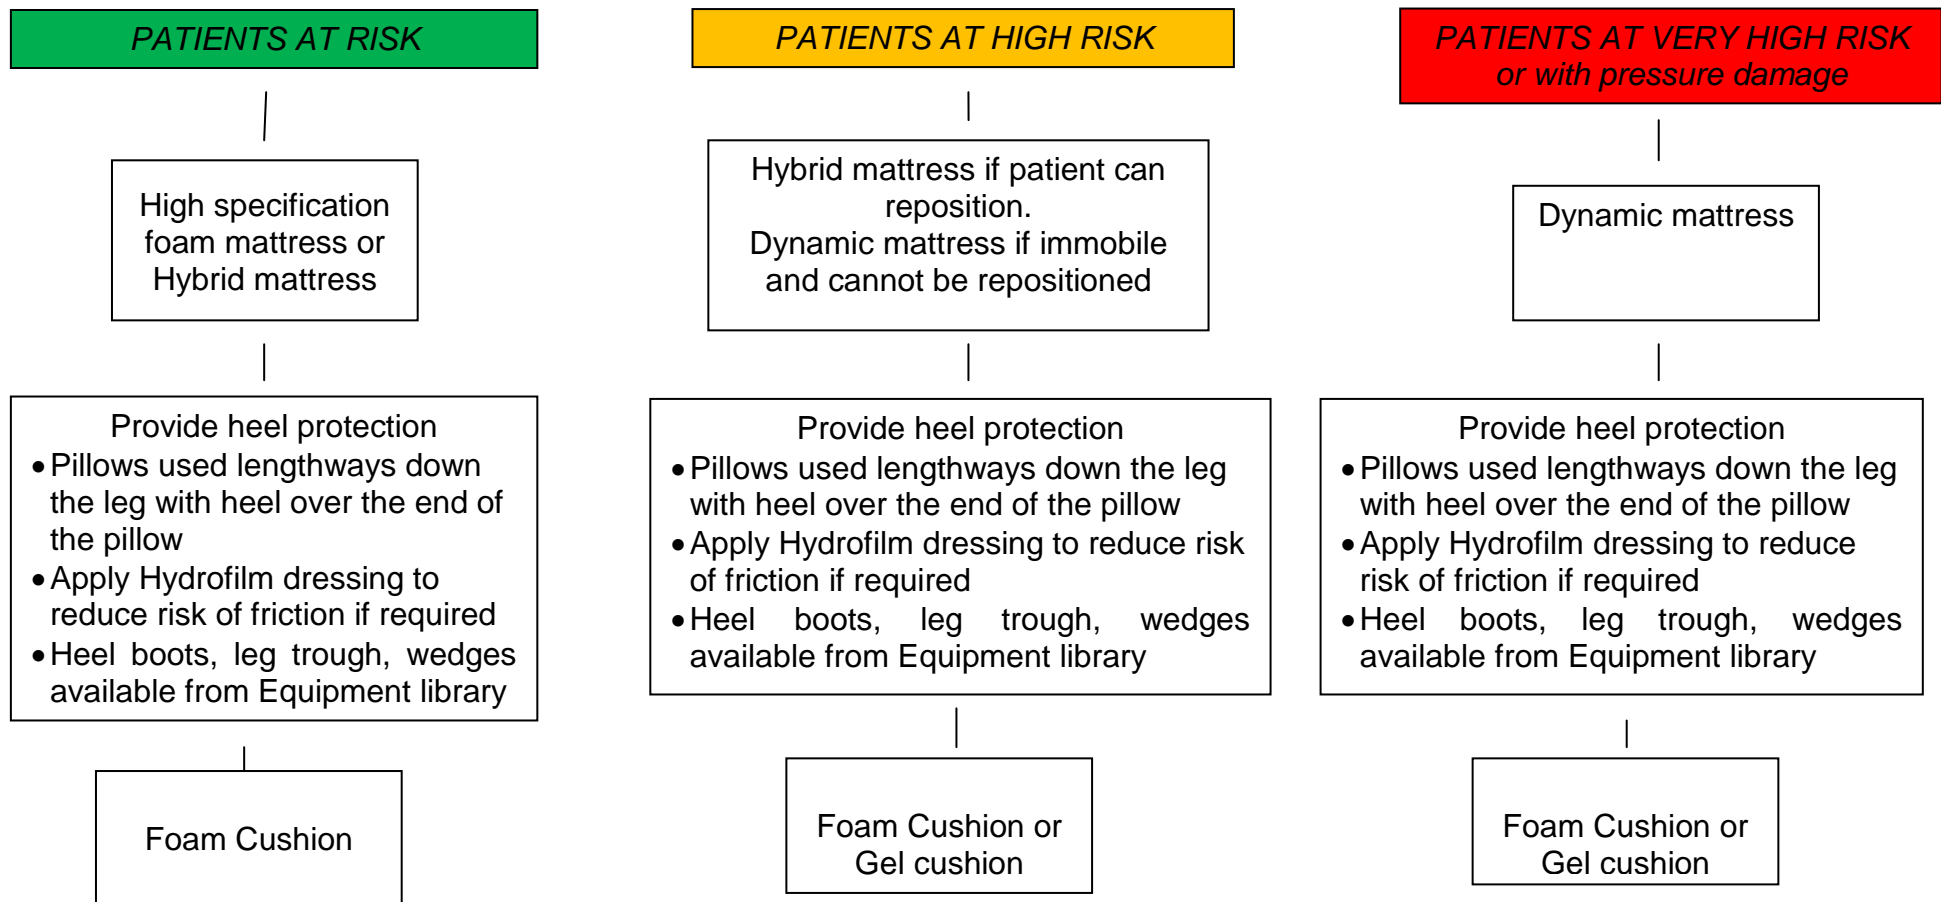 PATIENTS AT RISK
High specification
foam mattress or
Hybrid mattress
Provide heel protection
•Pillows used lengthways down
the leg with heel over the end of
the pillow
•Apply Hydrofilm dressing to
reduce risk of friction if required
•Heel boots, leg trough, wedges
available from Equipment library
Foam Cushion
PATIENTS AT HIGH RISK
Hybrid mattress if patient can
reposition.
Dynamic mattress if immobile
and cannot be repositioned
Provide heel protection
•Pillows used lengthways down the leg
with heel over the end of the pillow
•Apply Hydrofilm dressing to reduce risk
of friction if required
•Heel boots, leg trough, wedges
available from Equipment library
Foam Cushion or
Gel cushion
PATIENTS AT VERY HIGH RISK
or with pressure damage
Dynamic mattress
Provide heel protection
•Pillows used lengthways down the leg
with heel over the end of the pillow
•Apply Hydrofilm dressing to reduce
risk of friction if required
•Heel boots, leg trough, wedges
available from Equipment library
Foam Cushion or
Gel cushion